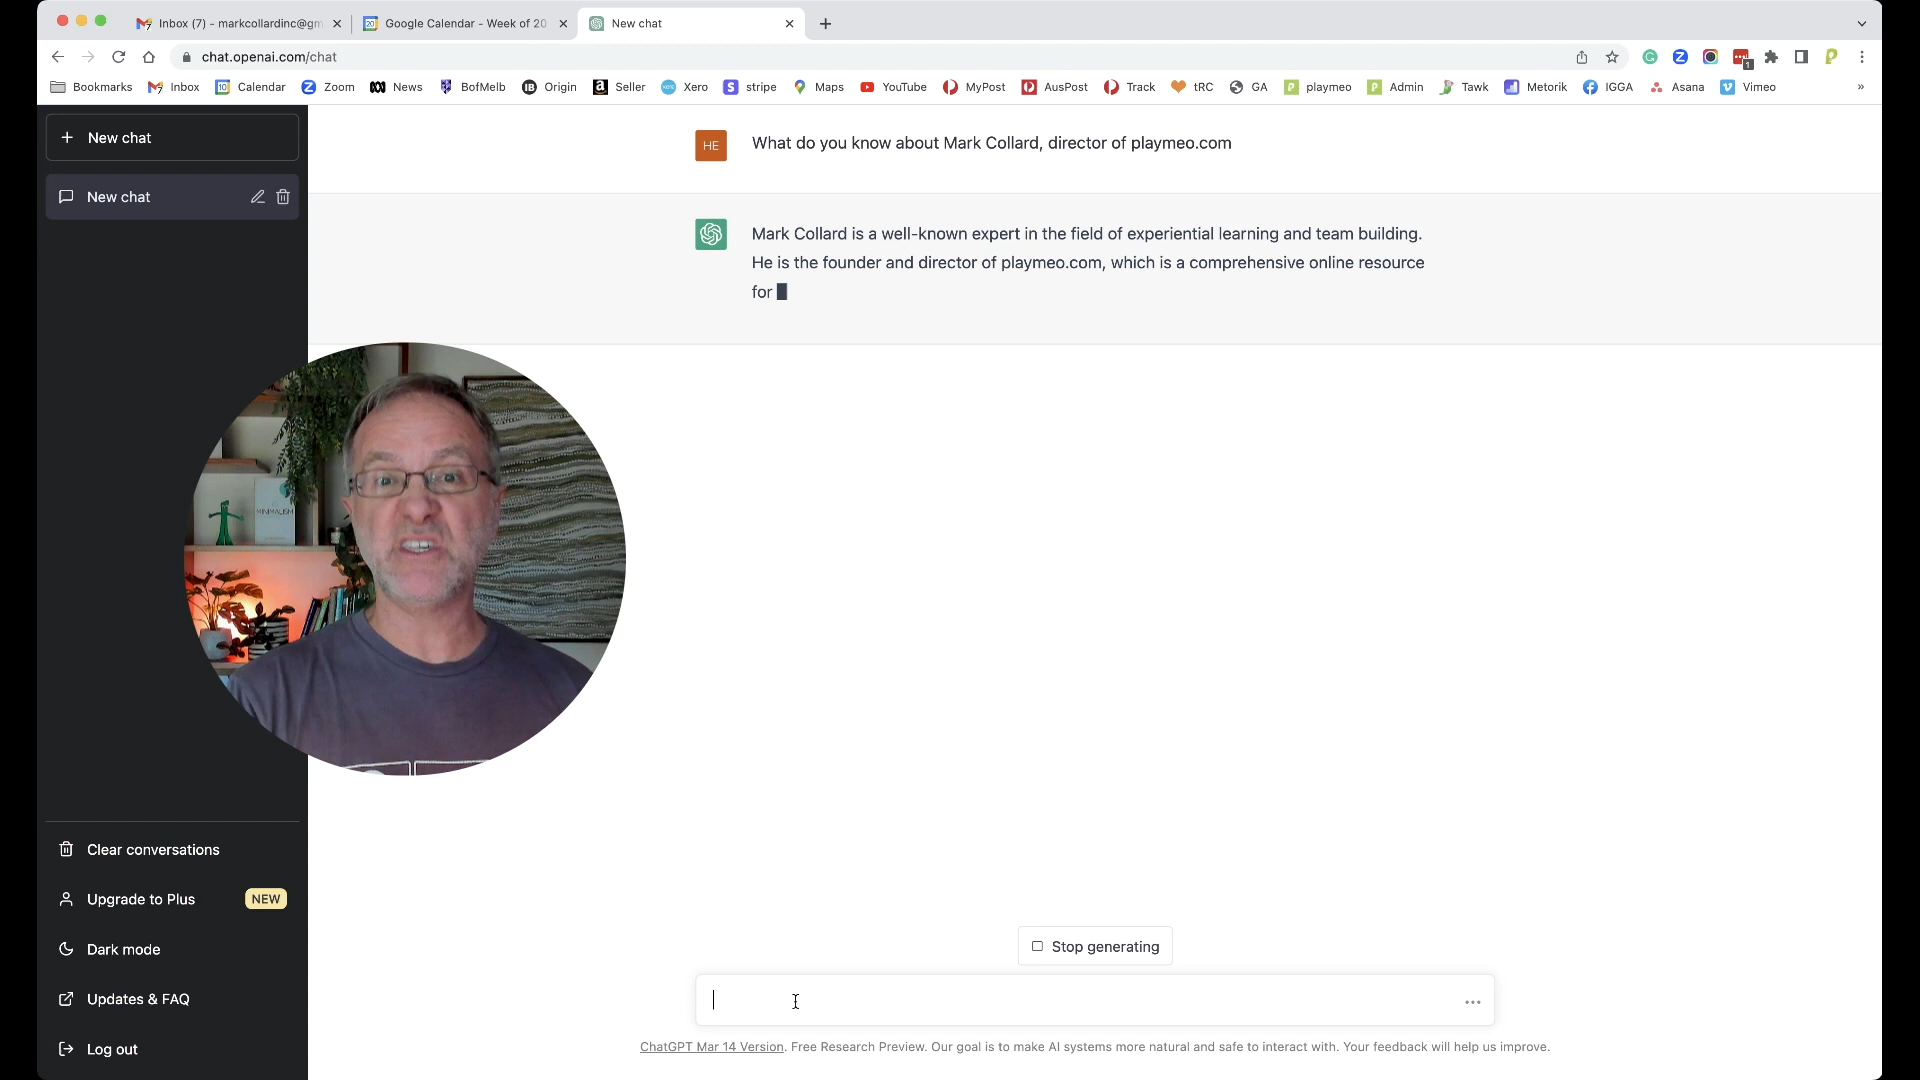 Inbox (7) - markcollardinc@gm
Google Calendar - Week of 20
New chat
chat.openai.com/chat
Bookmarks Inbox Calendar Zoom News BofMelb Origin Seller Xero stripe Maps YouTube MyPost AusPost Track tRC GA playmeo Admin Tawk Metorik IGGA Asana Vimeo »
+ New chat
New chat
HE
What do you know about Mark Collard, director of playmeo.com
Mark Collard is a well-known expert in the field of experiential learning and team building.
He is the founder and director of playmeo.com, which is a comprehensive online resource
for
MINIMALISM
Clear conversations
Upgrade to Plus NEW
Dark mode
Updates & FAQ
Log out
Stop generating
ChatGPT Mar 14 Version. Free Research Preview. Our goal is to make AI systems more natural and safe to interact with. Your feedback will help us improve.